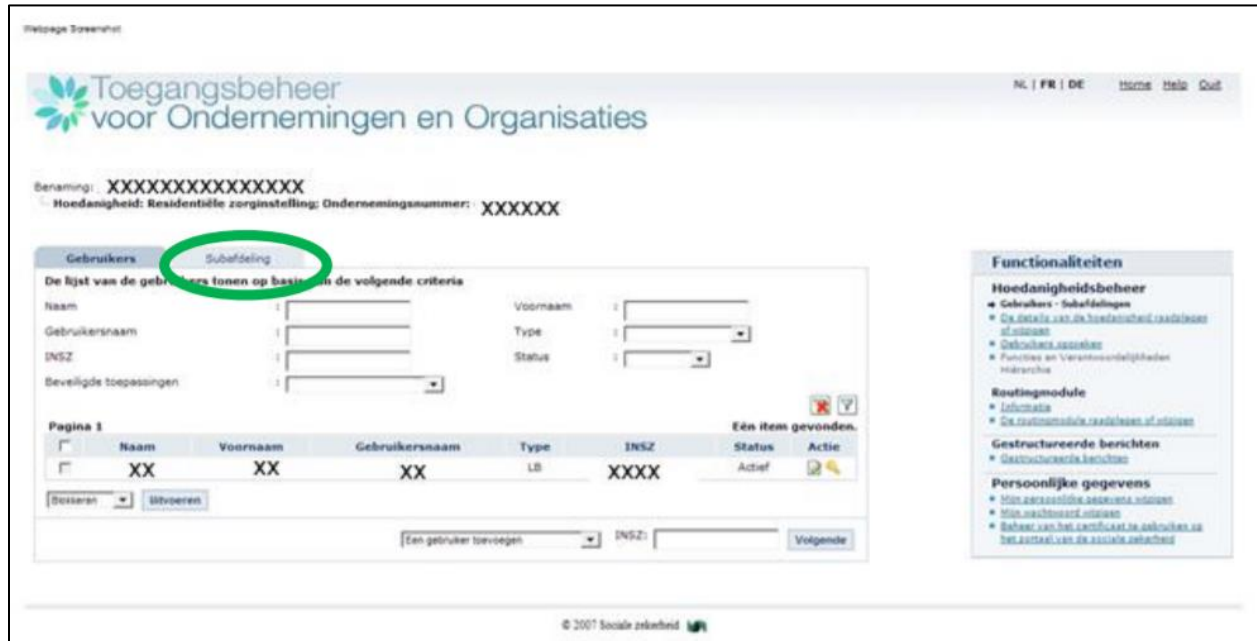 Webpage Screenshot
Toegangsbeheer
voor Ondernemingen en Organisaties
NL | FR | DE Home Help Quit
Benaming: XXXXXXXXXXXXXXX
Hoedanigheid: Residentiële zorginstelling; Ondernemingsnummer: XXXXXX
Gebruikers Subafdeling
De lijst van de gebruikers tonen op basis van de volgende criteria
Naam : Voornaam :
Gebruikersnaam : Type :
INSZ : Status :
Beveiligde toepassingen :
Pagina 1 Eén item gevonden.
Naam Voornaam Gebruikersnaam Type INSZ Status Actie
XX XX XX LB XXXX Actief
Blokkeren Uitvoeren
Een gebruiker toevoegen INSZ: Volgende
Functionaliteiten
Hoedanigheidsbeheer
Gebruikers - Subafdelingen
De details van de hoedanigheid raadplegen
of wijzigen
Gebruikers opzoeken
Functies en Verantwoordelijkheden
Hiërarchie
Routingmodule
Informatie
De routingmodule raadplegen of wijzigen
Gestructureerde berichten
Gestructureerde berichten
Persoonlijke gegevens
Mijn persoonlijke gegevens wijzigen
Mijn wachtwoord wijzigen
Beheer van het certificaat te gebruiken op
het portaal van de sociale zekerheid
© 2007 Sociale zekerheid